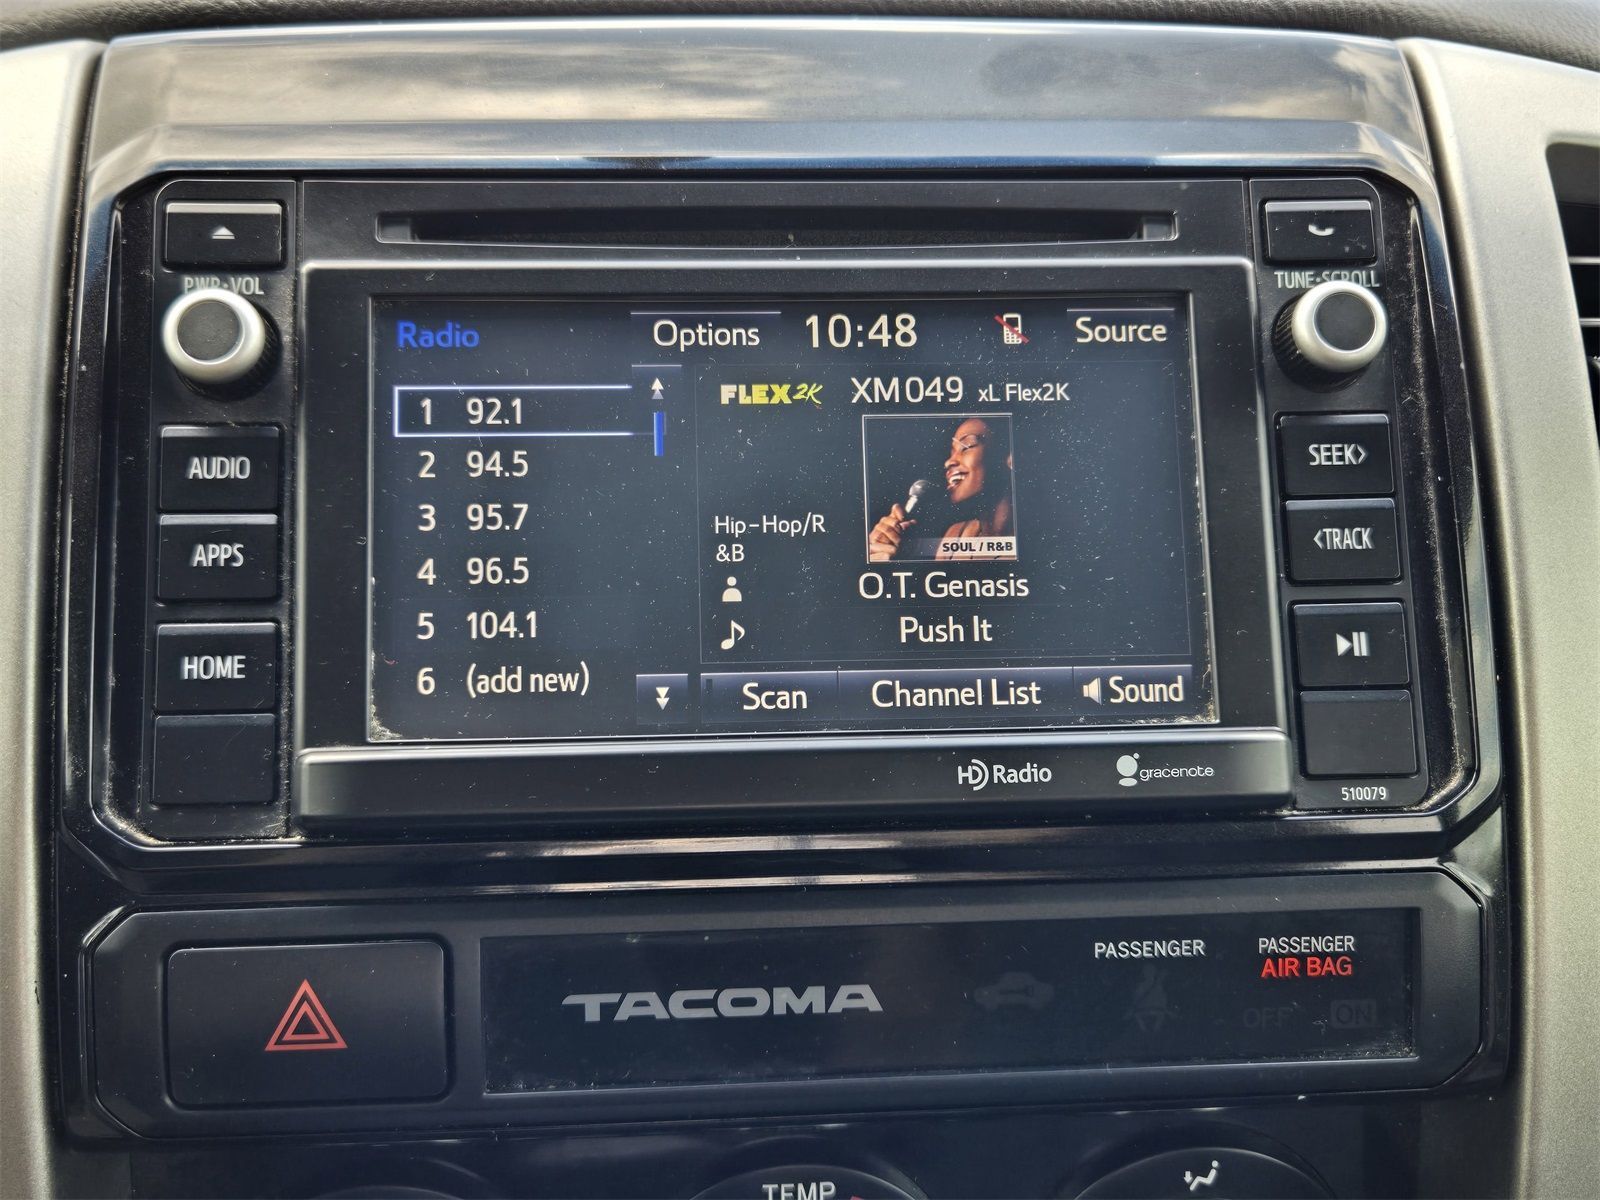 PWR•VOL
TUNE•SCROLL
Radio
Options
10:48
Source
1 92.1
2 94.5
3 95.7
4 96.5
5 104.1
6 (add new)
FLEX2K
XM049 xL Flex2K
Hip-Hop/R
&B
SOUL / R&B
O.T. Genasis
Push It
Scan
Channel List
Sound
AUDIO
APPS
HOME
SEEK>
<TRACK
HD Radio
gracenote
510079
TACOMA
PASSENGER
PASSENGER
AIR BAG
OFF
ON
TEMP